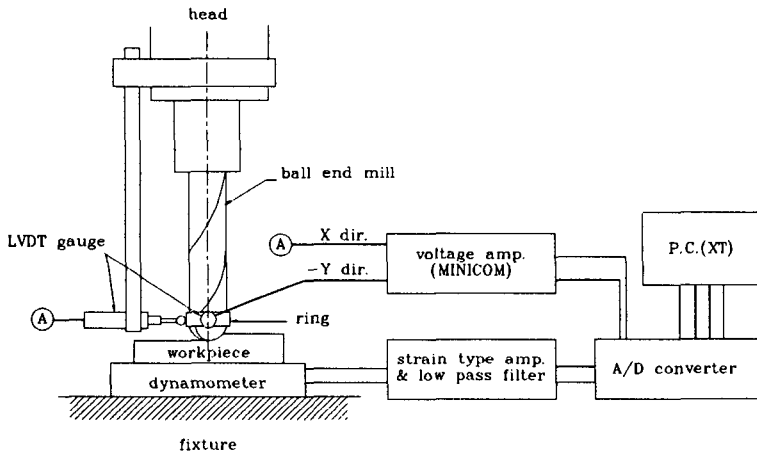 head
ball end mill
LVDT gauge
A
A
X dir.
-Y dir.
voltage amp.
(MINICOM)
P.C.(XT)
ring
workpiece
dynamometer
strain type amp.
& low pass filter
A/D converter
fixture